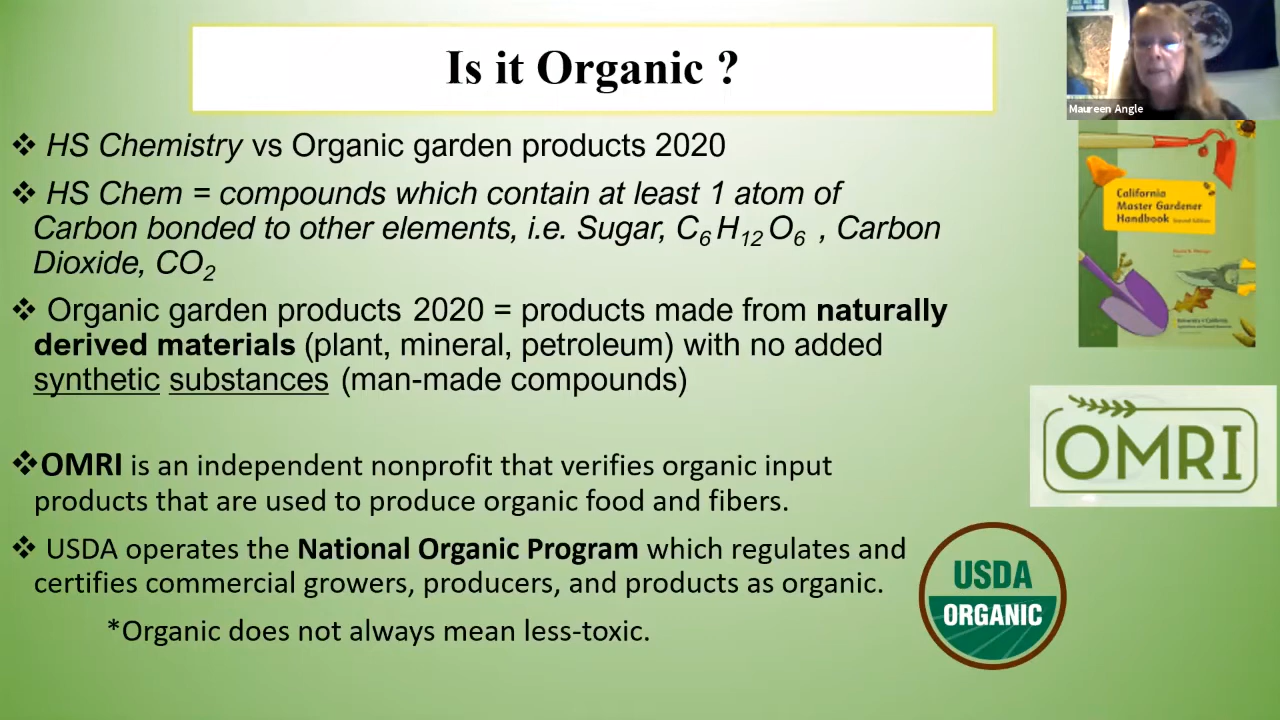 Is it Organic ?
Maureen Angle
❖ HS Chemistry vs Organic garden products 2020
❖ HS Chem = compounds which contain at least 1 atom of
Carbon bonded to other elements, i.e. Sugar, C₆H₁₂O₆ , Carbon
Dioxide, CO₂
❖ Organic garden products 2020 = products made from naturally
derived materials (plant, mineral, petroleum) with no added
synthetic substances (man-made compounds)
❖OMRI is an independent nonprofit that verifies organic input
products that are used to produce organic food and fibers.
❖ USDA operates the National Organic Program which regulates and
certifies commercial growers, producers, and products as organic.
*Organic does not always mean less-toxic.
California
Master Gardener
Handbook Second Edition
OMRI
USDA
ORGANIC